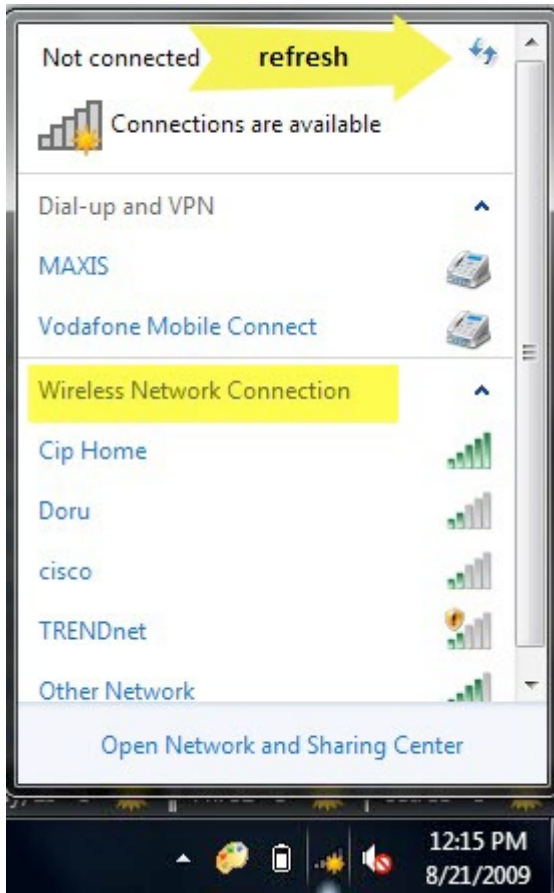 Not connected refresh
Connections are available
Dial-up and VPN
MAXIS
Vodafone Mobile Connect
Wireless Network Connection
Cip Home
Doru
cisco
TRENDnet
Other Network
Open Network and Sharing Center
12:15 PM
8/21/2009